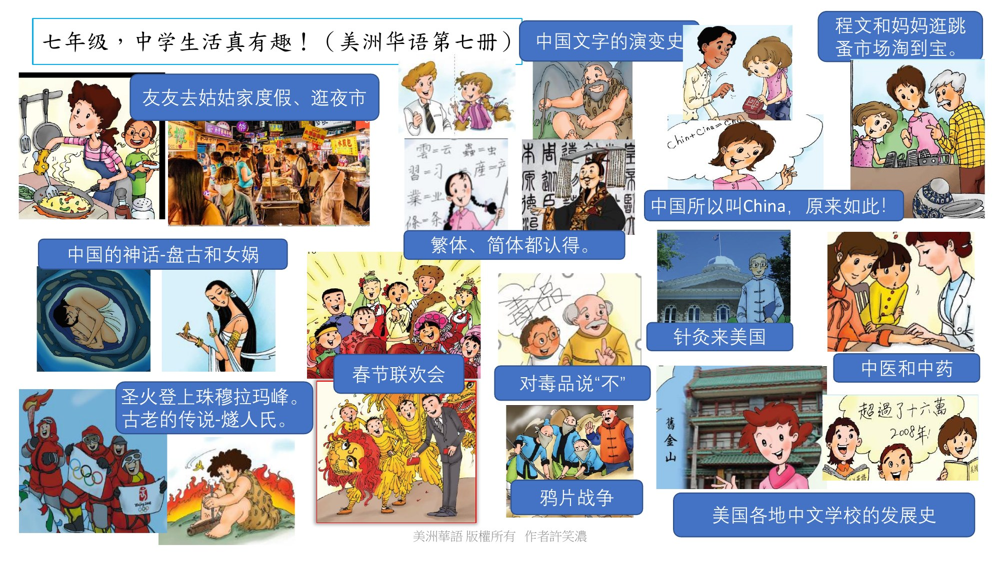 七年级，中学生活真有趣！（美洲华语第七册）
中国文字的演变史
程文和妈妈逛跳
蚤市场淘到宝。
友友去姑姑家度假、逛夜市
Chin+Cina=
雲=云 蟲=虫
習=习 産=产
業=业
條=条
中国所以叫China，原来如此！
繁体、简体都认得。
中国的神话-盘古和女娲
毒品
10
针灸来美国
中医和中药
春节联欢会
对毒品说“不”
圣火登上珠穆拉玛峰。
古老的传说-燧人氏。
舊金山
超過了十六萬
2008年!
Beijing 2008
鸦片战争
美国各地中文学校的发展史
美洲華語 版權所有 作者許笑濃